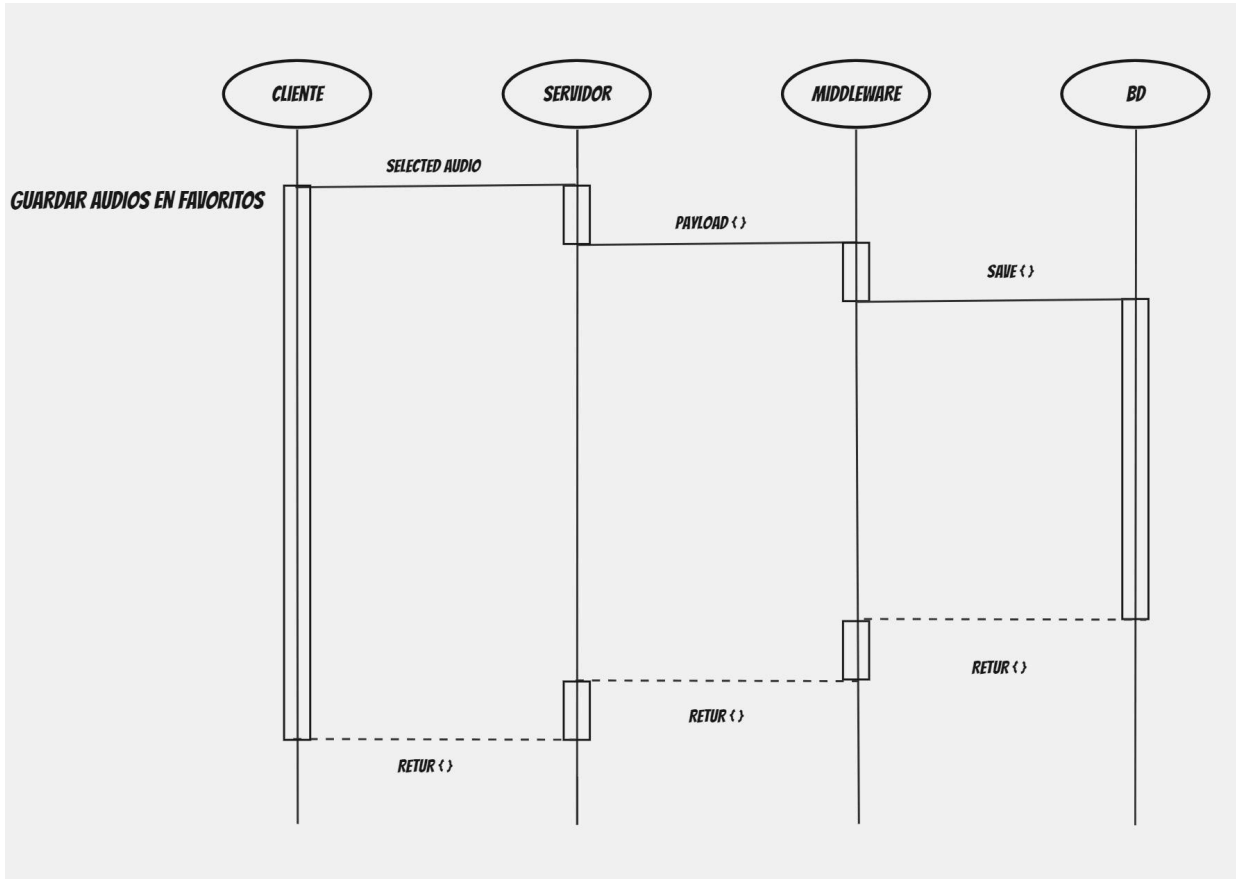 CLIENTE
SERVIDOR
MIDDLEWARE
BD
SELECTED AUDIO
GUARDAR AUDIOS EN FAVORITOS
PAYLOAD { }
SAVE { }
RETUR { }
RETUR { }
RETUR { }